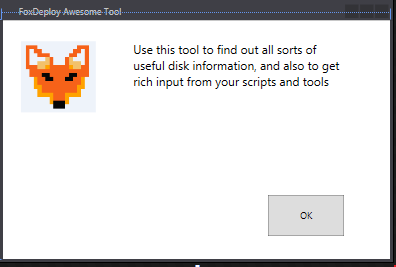 FoxDeploy Awesome Tool
Use this tool to find out all sorts of
useful disk information, and also to get
rich input from your scripts and tools
OK